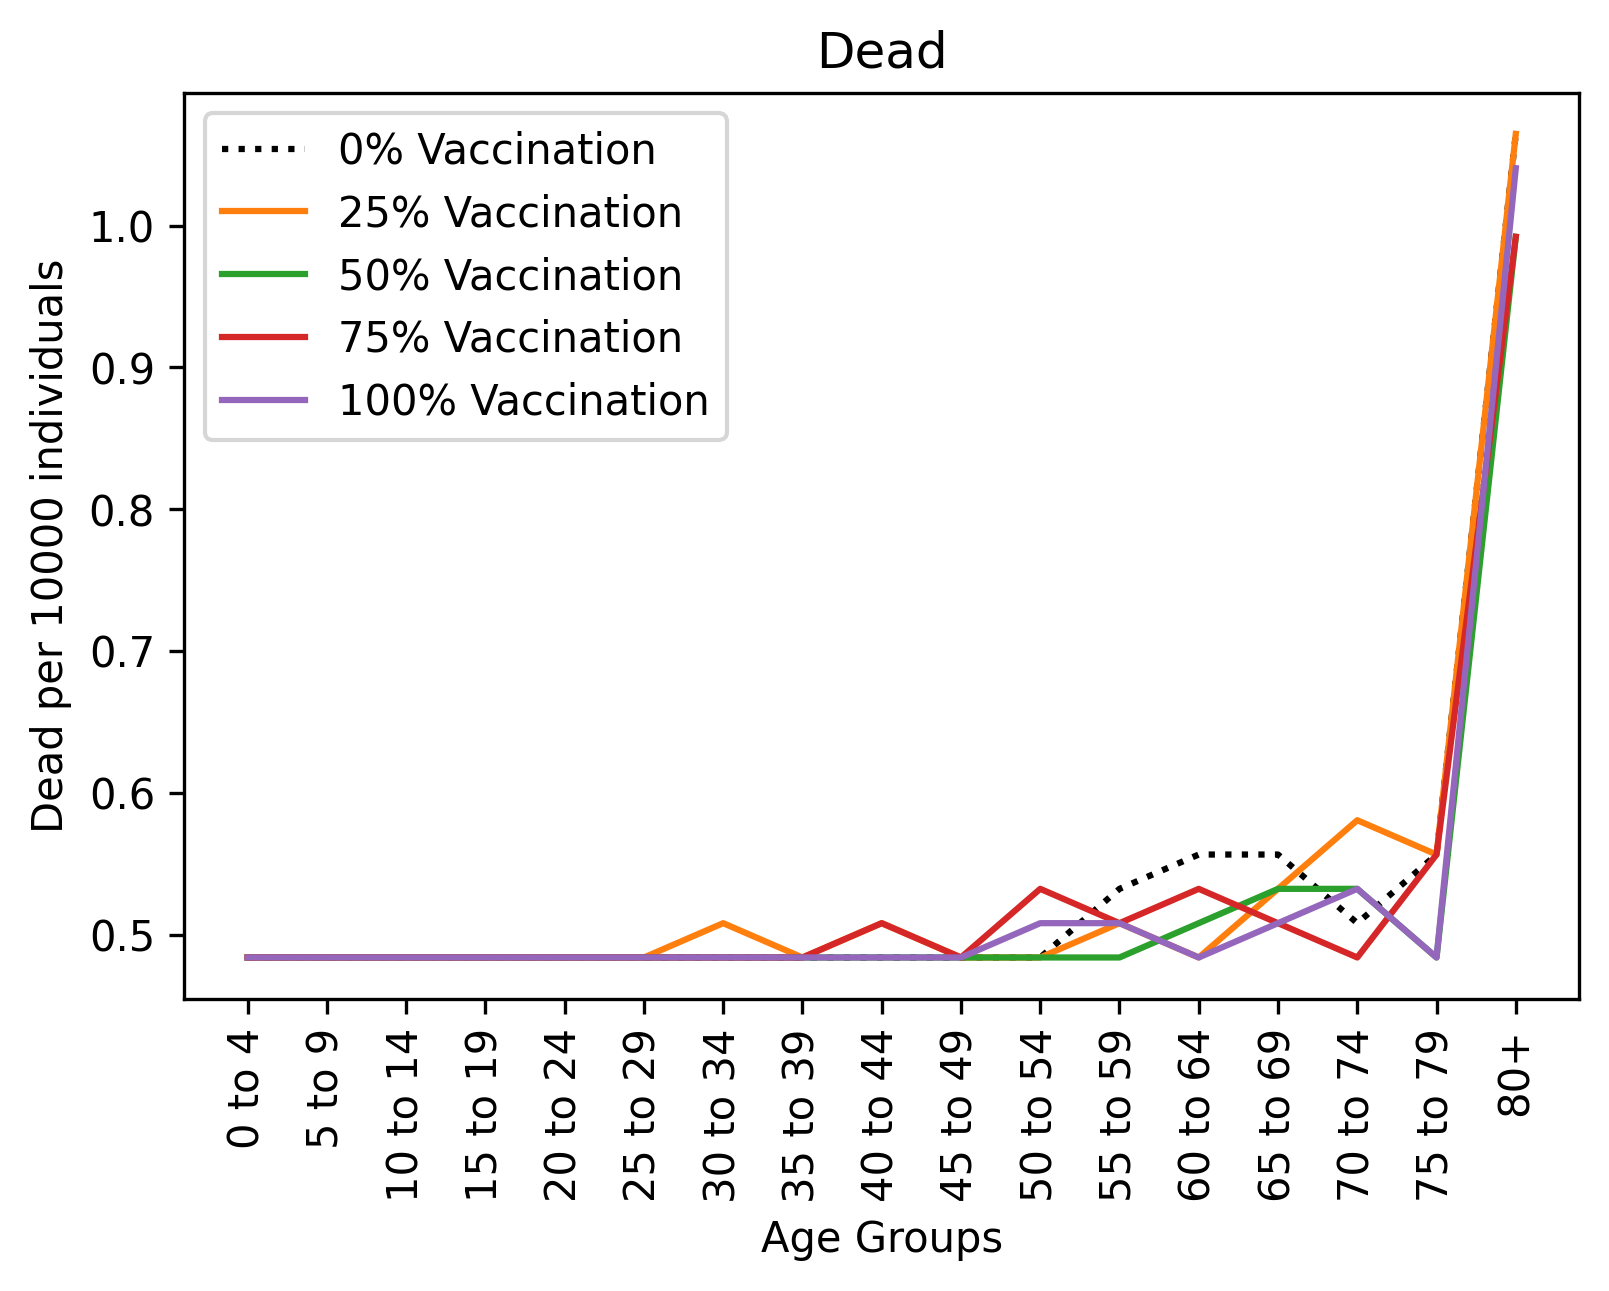 Dead
0% Vaccination
25% Vaccination
50% Vaccination
75% Vaccination
100% Vaccination
Dead per 10000 individuals
1.0
0.9
0.8
0.7
0.6
0.5
0 to 4
5 to 9
10 to 14
15 to 19
20 to 24
25 to 29
30 to 34
35 to 39
40 to 44
45 to 49
50 to 54
55 to 59
60 to 64
65 to 69
70 to 74
75 to 79
80+
Age Groups